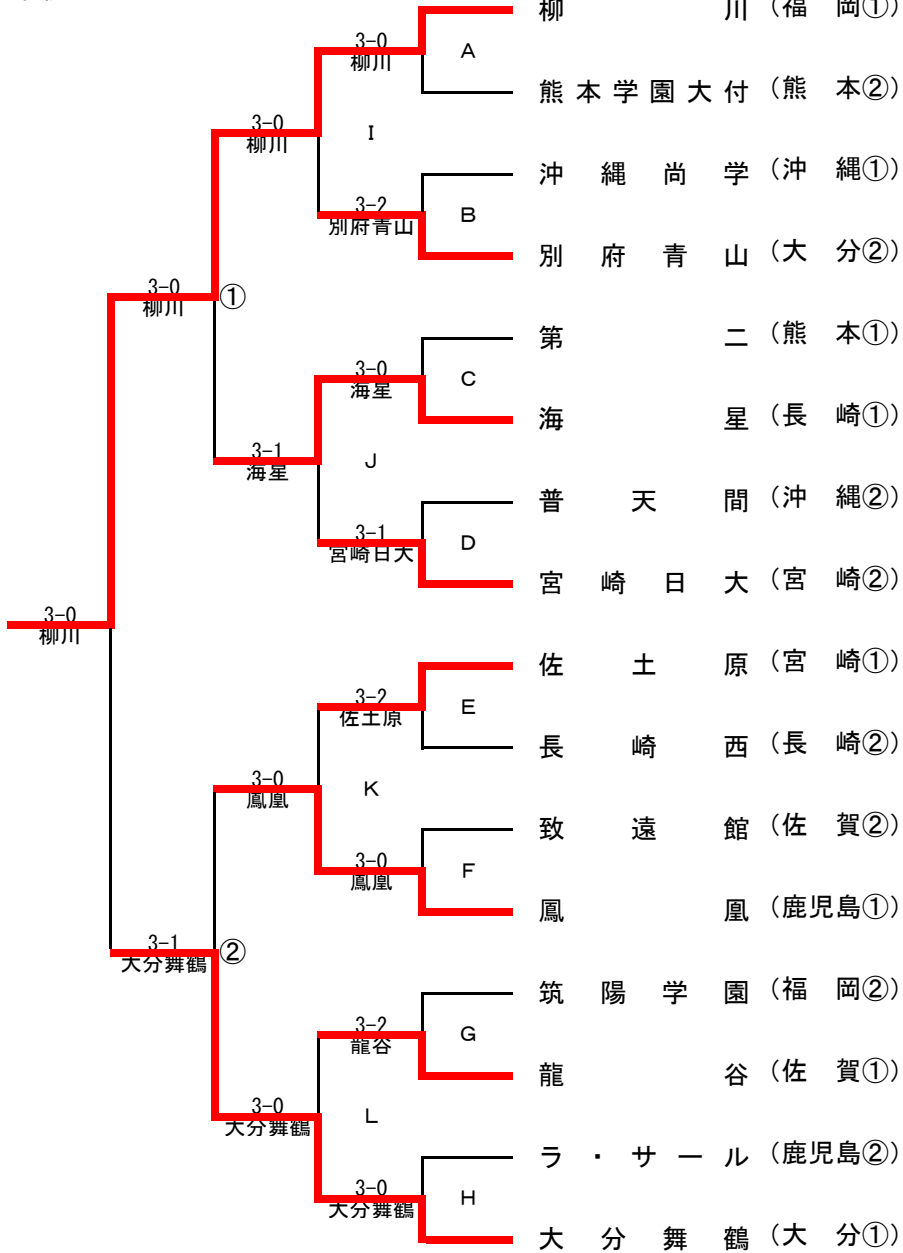 柳川（福岡①）
3-0
柳川
A
熊本学園大付（熊本②）
3-0
柳川
I
沖縄尚学（沖縄①）
3-2
別府青山
B
別府青山（大分②）
3-0
柳川
①
第二（熊本①）
3-0
海星
C
海星（長崎①）
3-1
海星
J
普天間（沖縄②）
3-1
宮崎日大
D
宮崎日大（宮崎②）
3-0
柳川
佐土原（宮崎①）
3-2
佐土原
E
長崎西（長崎②）
3-0
鳳凰
K
致遠館（佐賀②）
3-0
鳳凰
F
鳳凰（鹿児島①）
3-1
大分舞鶴
②
筑陽学園（福岡②）
3-2
龍谷
G
龍谷（佐賀①）
3-0
大分舞鶴
L
ラ・サール（鹿児島②）
3-0
大分舞鶴
H
大分舞鶴（大分①）